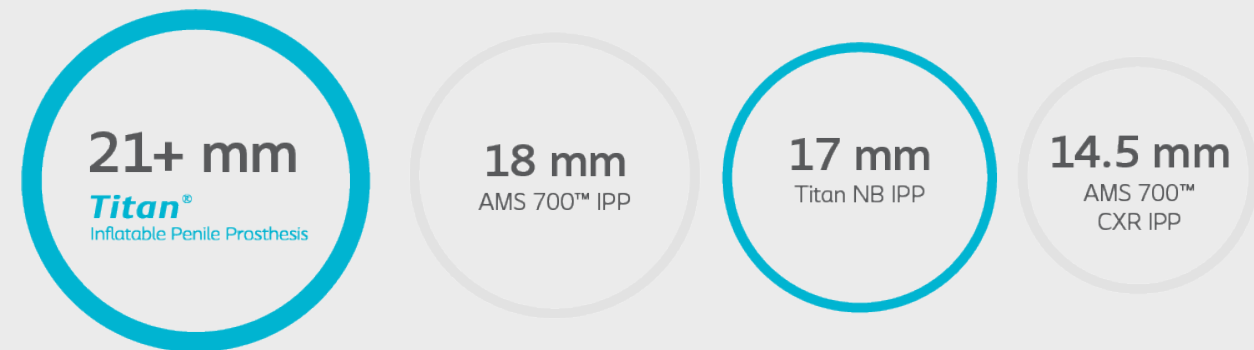 21+ mm
Titan®
Inflatable Penile Prosthesis
18 mm
AMS 700™ IPP
17 mm
Titan NB IPP
14.5 mm
AMS 700™
CXR IPP